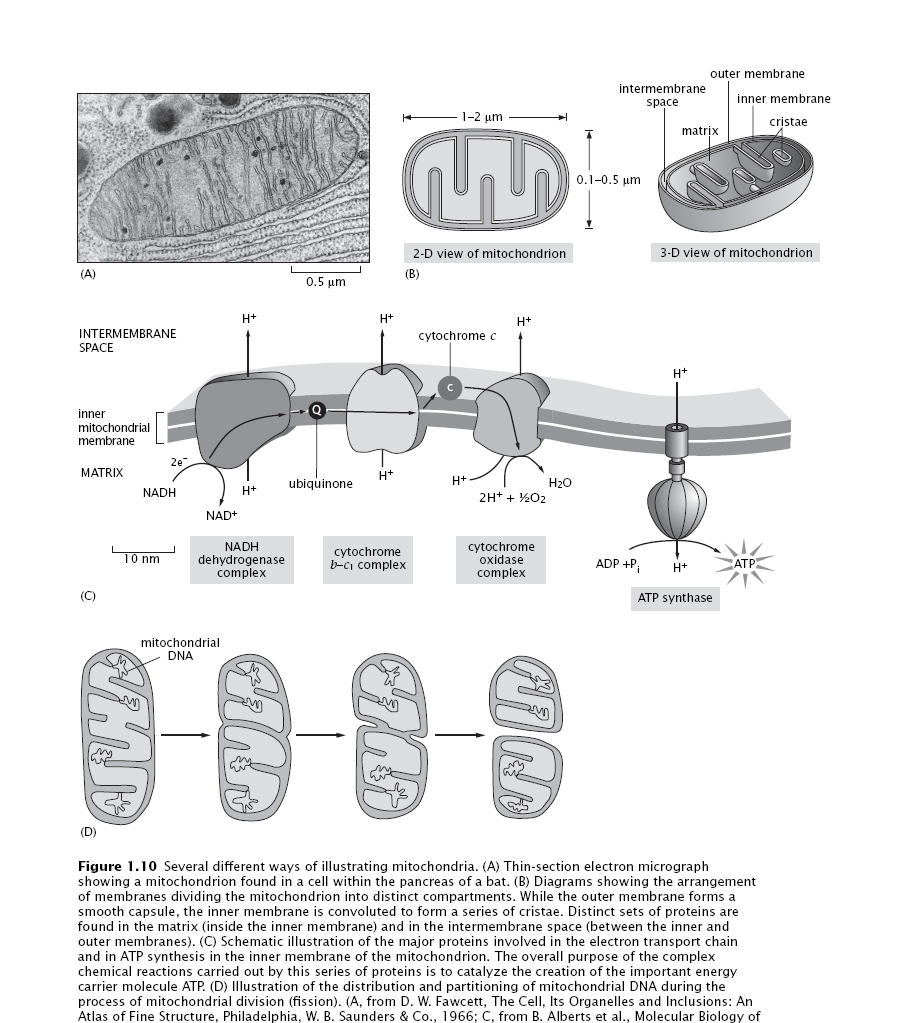 outer membrane
intermembrane
space
inner membrane
cristae
matrix
1–2 µm
0.1–0.5 µm
2-D view of mitochondrion
3-D view of mitochondrion
(A)
0.5 µm
(B)
INTERMEMBRANE
SPACE
H+
H+
cytochrome c
H+
H+
C
Q
inner
mitochondrial
membrane
MATRIX
2e⁻
NADH
NAD+
H+
ubiquinone
H+
H+
2H+ + ½O2
H2O
10 nm
NADH
dehydrogenase
complex
cytochrome
b–c₁ complex
cytochrome
oxidase
complex
ADP +Pᵢ
H+
ATP
ATP synthase
(C)
mitochondrial
DNA
(D)
Figure 1.10 Several different ways of illustrating mitochondria. (A) Thin-section electron micrograph
showing a mitochondrion found in a cell within the pancreas of a bat. (B) Diagrams showing the arrangement
of membranes dividing the mitochondrion into distinct compartments. While the outer membrane forms a
smooth capsule, the inner membrane is convoluted to form a series of cristae. Distinct sets of proteins are
found in the matrix (inside the inner membrane) and in the intermembrane space (between the inner and
outer membranes). (C) Schematic illustration of the major proteins involved in the electron transport chain
and in ATP synthesis in the inner membrane of the mitochondrion. The overall purpose of the complex
chemical reactions carried out by this series of proteins is to catalyze the creation of the important energy
carrier molecule ATP. (D) Illustration of the distribution and partitioning of mitochondrial DNA during the
process of mitochondrial division (fission). (A, from D. W. Fawcett, The Cell, Its Organelles and Inclusions: An
Atlas of Fine Structure, Philadelphia, W. B. Saunders & Co., 1966; C, from B. Alberts et al., Molecular Biology of